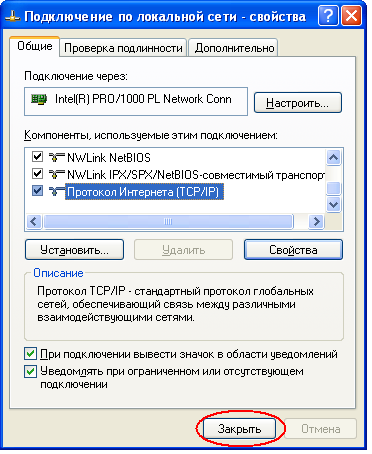 Подключение по локальной сети - свойства
Общие Проверка подлинности Дополнительно
Подключение через:
Intel(R) PRO/1000 PL Network Conn Настроить...
Компоненты, используемые этим подключением:
NWLink NetBIOS
NWLink IPX/SPX/NetBIOS-совместимый транспорт
Протокол Интернета (TCP/IP)
Установить... Удалить Свойства
Описание
Протокол TCP/IP - стандартный протокол глобальных
сетей, обеспечивающий связь между различными
взаимодействующими сетями.
При подключении вывести значок в области уведомлений
Уведомлять при ограниченном или отсутствующем
подключении
Закрыть Отмена